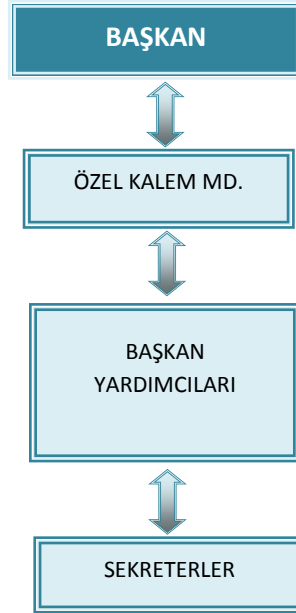 BAŞKAN
ÖZEL KALEM MD.
BAŞKAN
YARDIMCILARI
SEKRETERLER